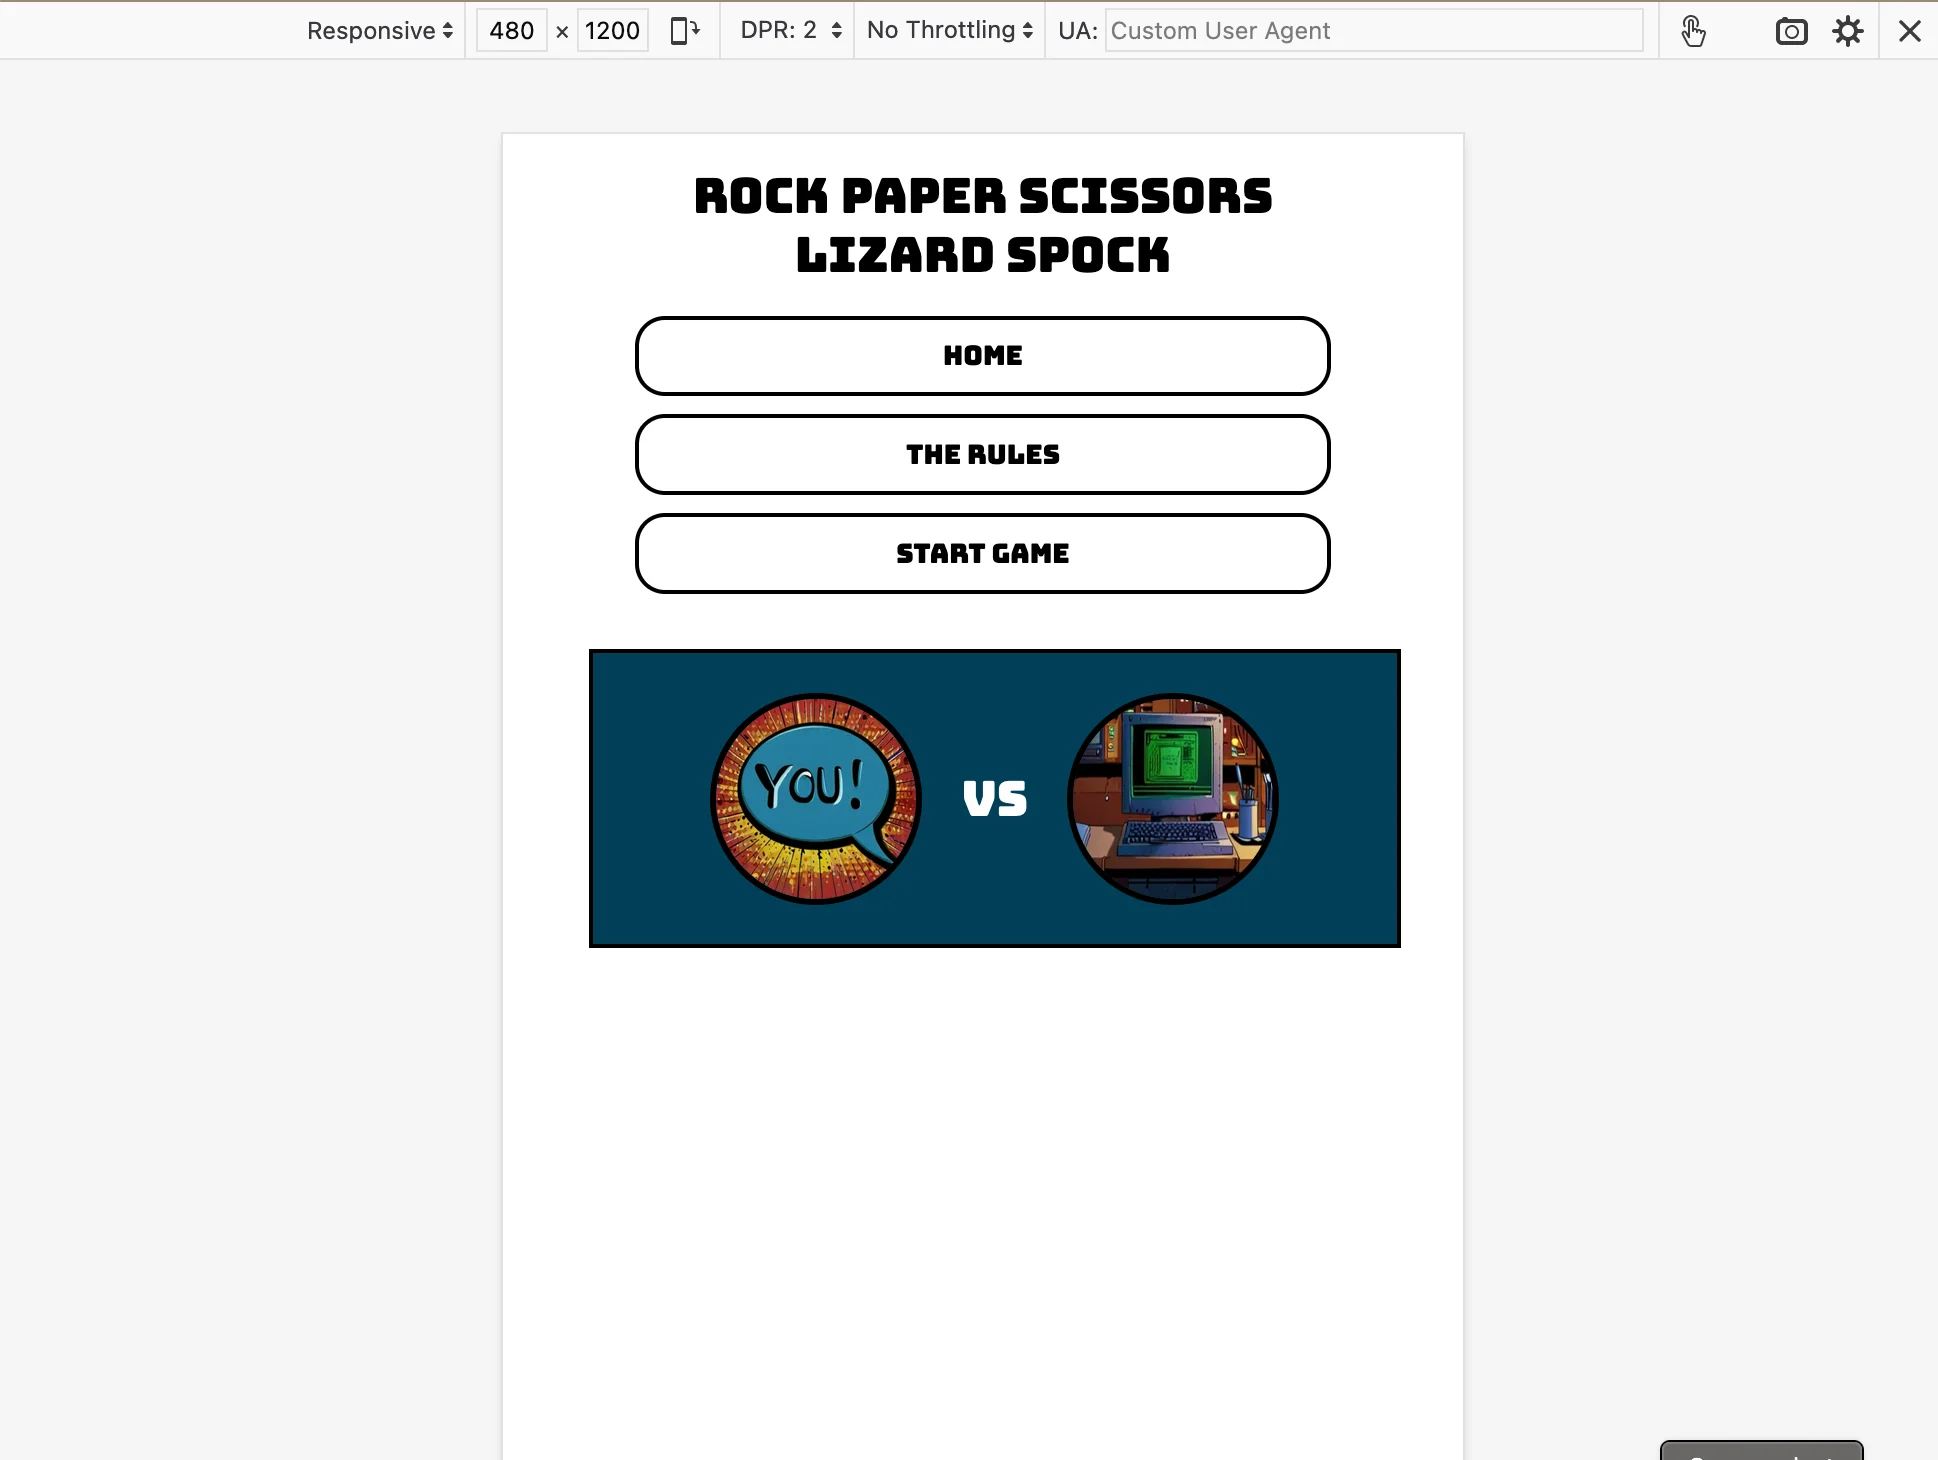 Responsive 480 × 1200 DPR: 2 No Throttling UA: Custom User Agent
ROCK PAPER SCISSORS
LIZARD SPOCK
HOME
THE RULES
START GAME
YOU! VS